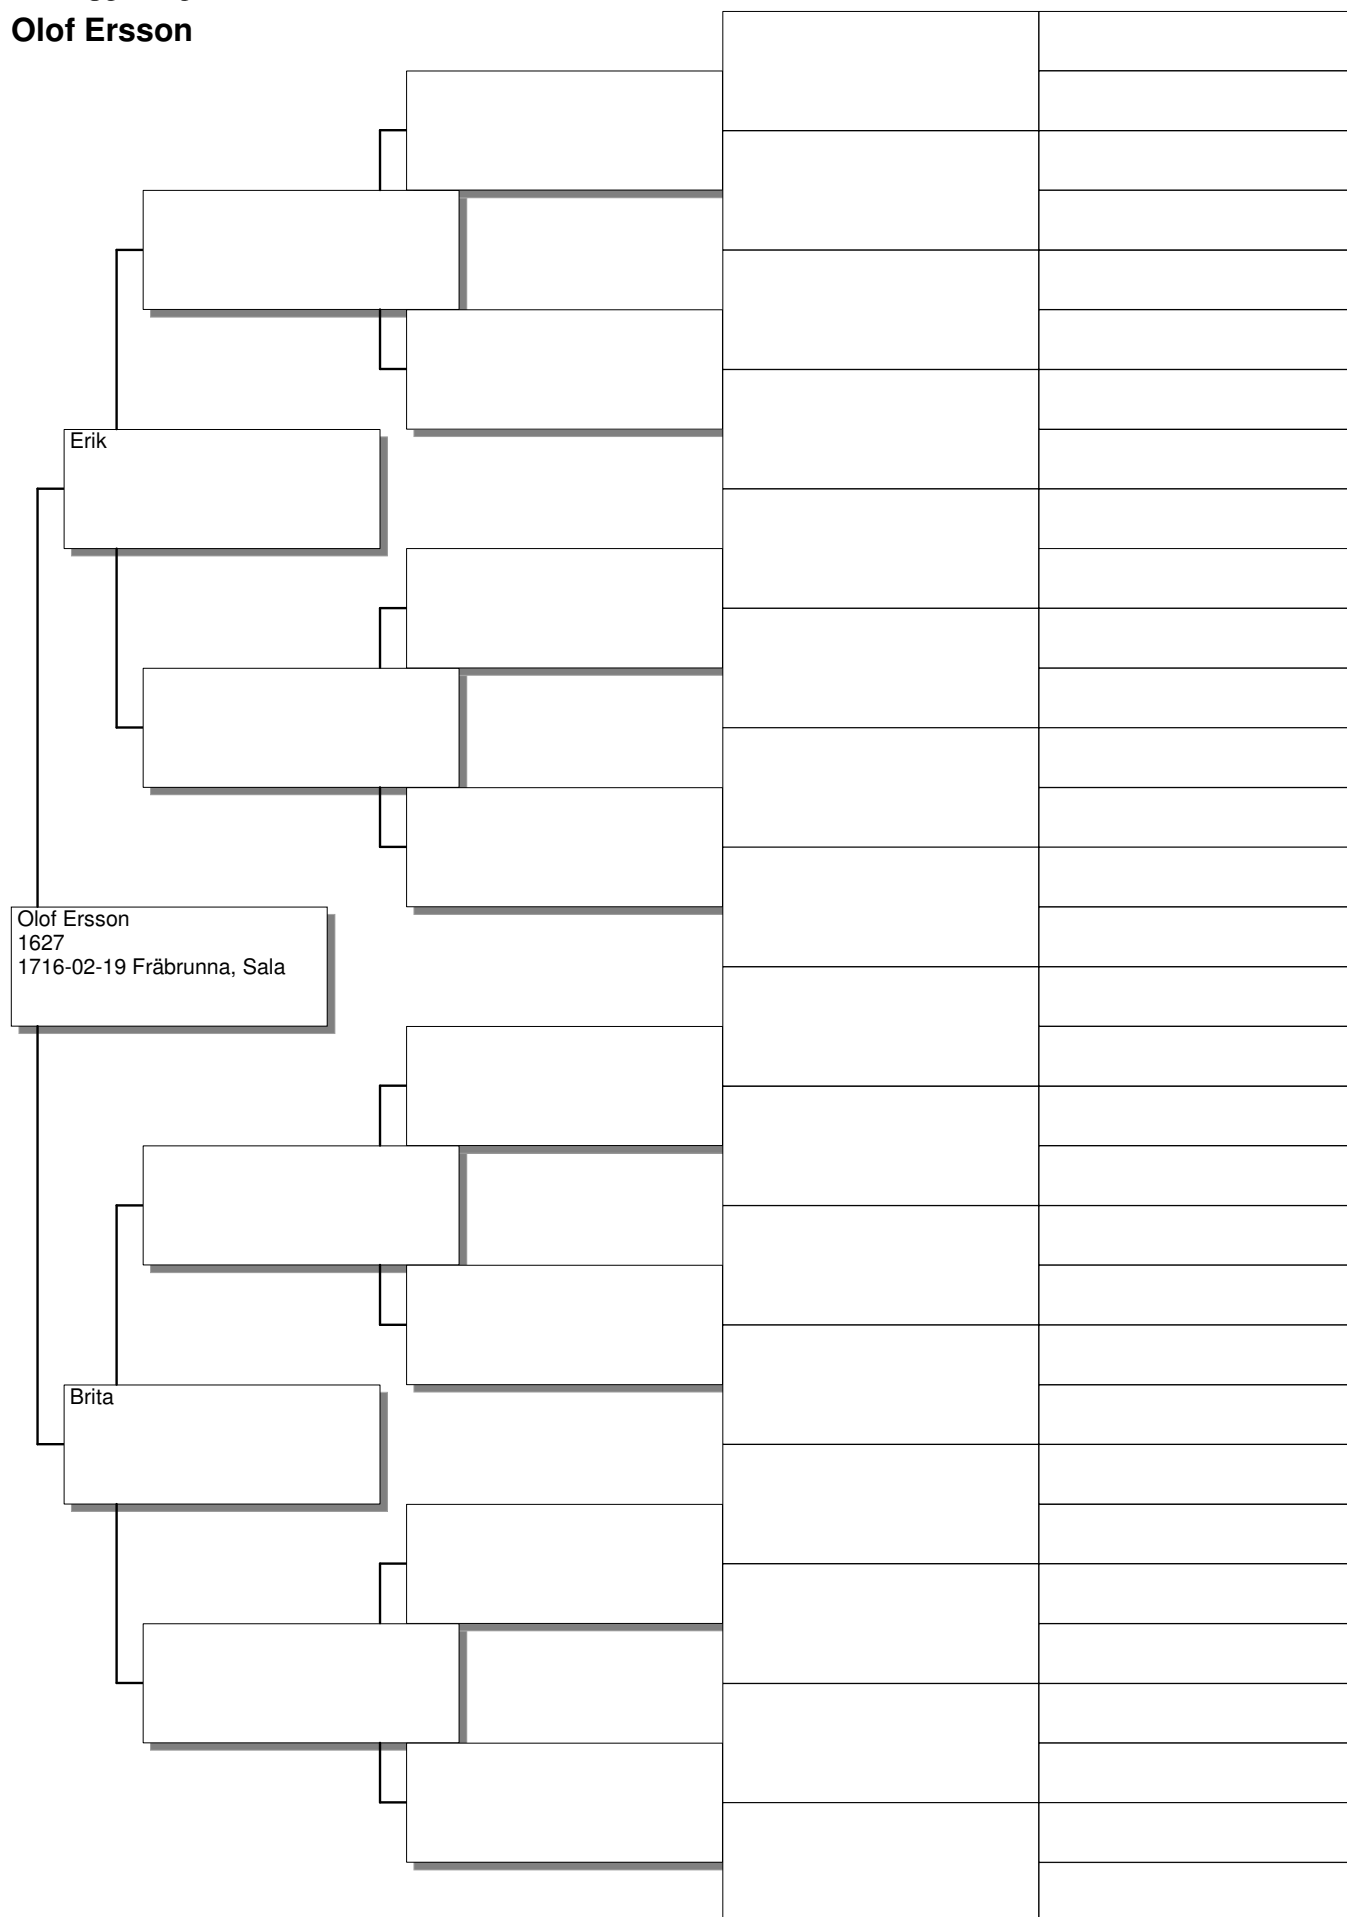 Olof Ersson
Erik
Olof Ersson
1627
1716-02-19 Fräbrunna, Sala
Brita